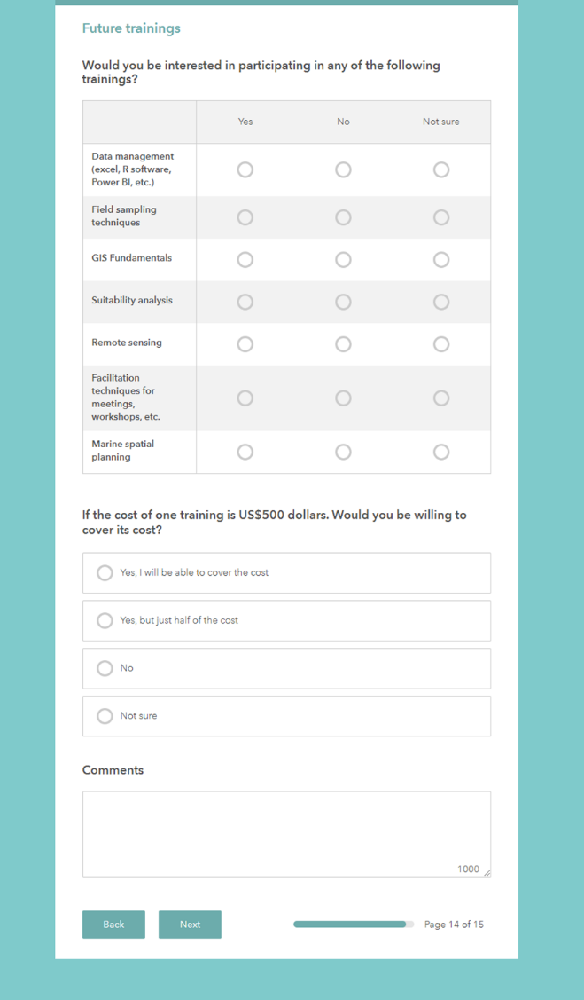 Future trainings
Would you be interested in participating in any of the following
trainings?
Yes No Not sure
Data management
(excel, R software,
Power BI, etc.)
Field sampling
techniques
GIS Fundamentals
Suitability analysis
Remote sensing
Facilitation
techniques for
meetings,
workshops, etc.
Marine spatial
planning
If the cost of one training is US$500 dollars. Would you be willing to
cover its cost?
Yes, I will be able to cover the cost
Yes, but just half of the cost
No
Not sure
Comments
1000
Back Next Page 14 of 15